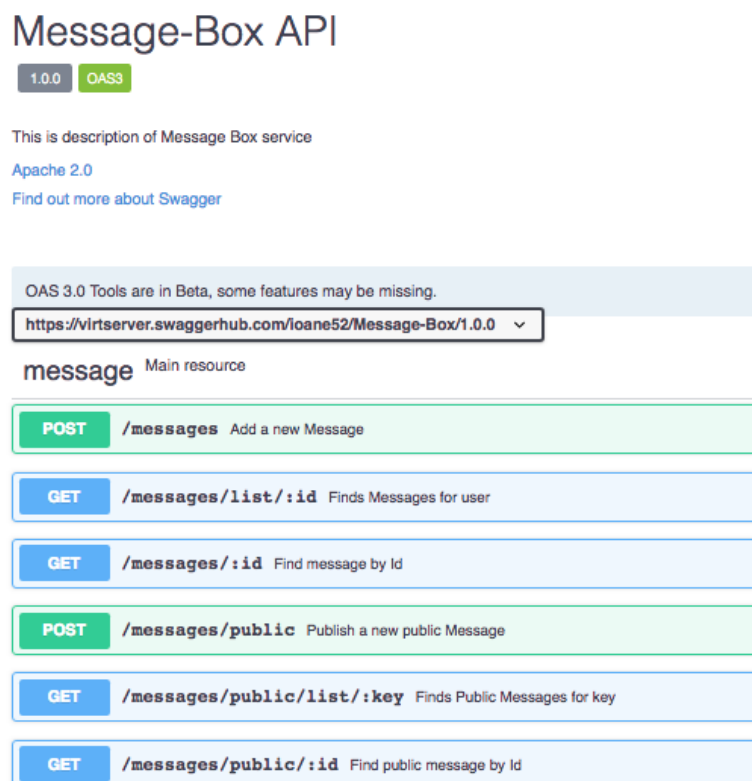 Message-Box API
1.0.0 OAS3
This is description of Message Box service
Apache 2.0
Find out more about Swagger
OAS 3.0 Tools are in Beta, some features may be missing.
https://virtserver.swaggerhub.com/ioane52/Message-Box/1.0.0
message Main resource
POST /messages Add a new Message
GET /messages/list/:id Finds Messages for user
GET /messages/:id Find message by Id
POST /messages/public Publish a new public Message
GET /messages/public/list/:key Finds Public Messages for key
GET /messages/public/:id Find public message by Id